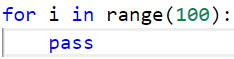 for i in range(100):
    pass